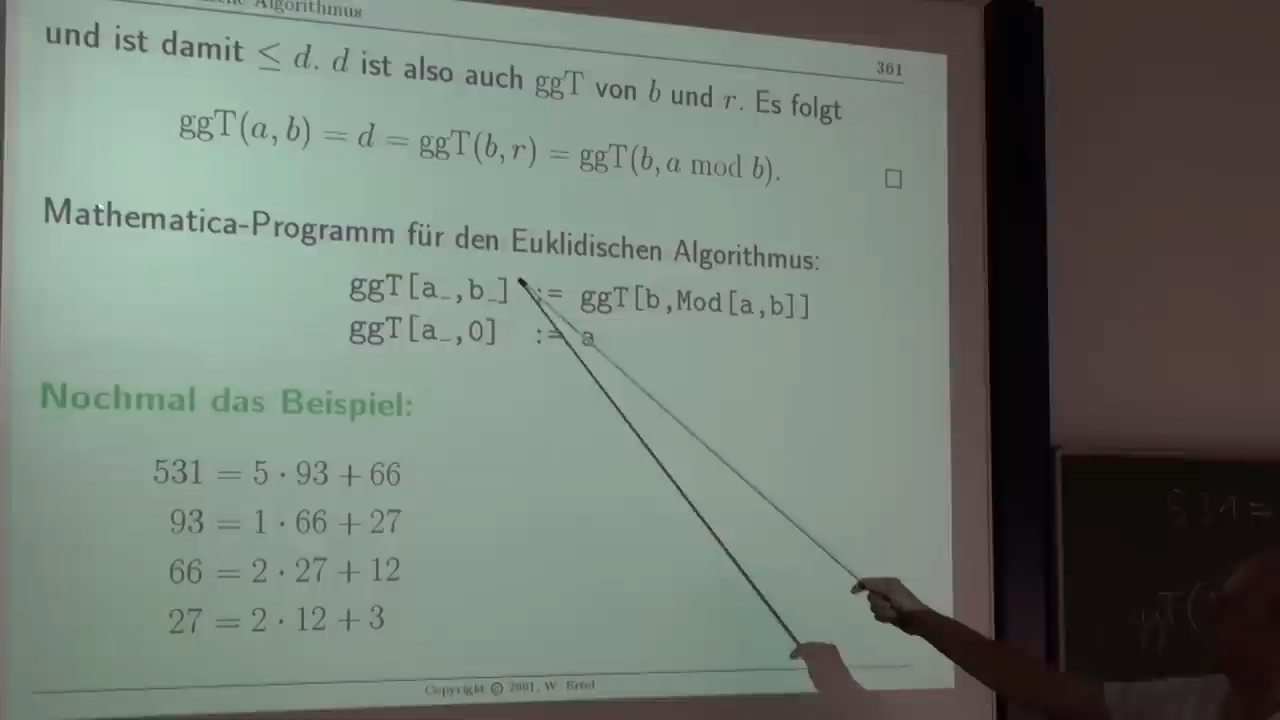 Algorithmus
361
und ist damit ≤ d. d ist also auch ggT von b und r. Es folgt
ggT(a, b) = d = ggT(b, r) = ggT(b, a mod b). □
Mathematica-Programm für den Euklidischen Algorithmus:
ggT[a_,b_] := ggT[b,Mod[a,b]]
ggT[a_,0] := a
Nochmal das Beispiel:
531 = 5 · 93 + 66
93 = 1 · 66 + 27
66 = 2 · 27 + 12
27 = 2 · 12 + 3
Copyright © 2001, W. Ertel
531 =
ggT(